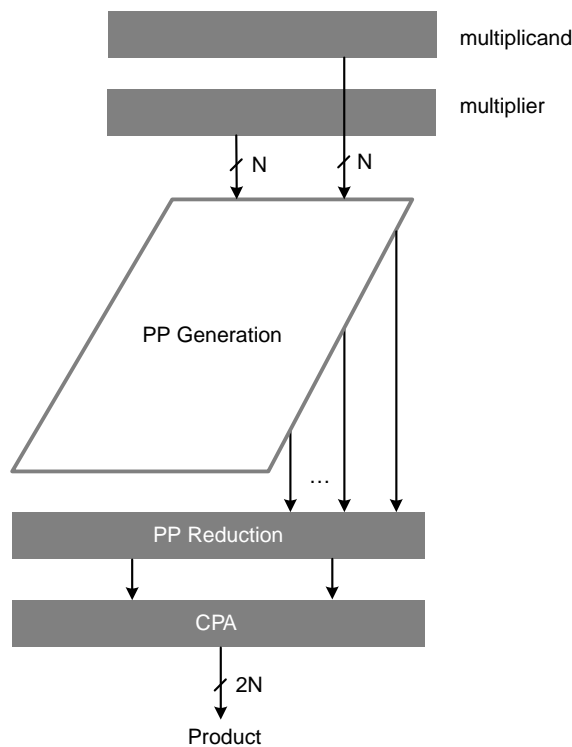 multiplicand
multiplier
N
N
PP Generation
...
PP Reduction
CPA
2N
Product